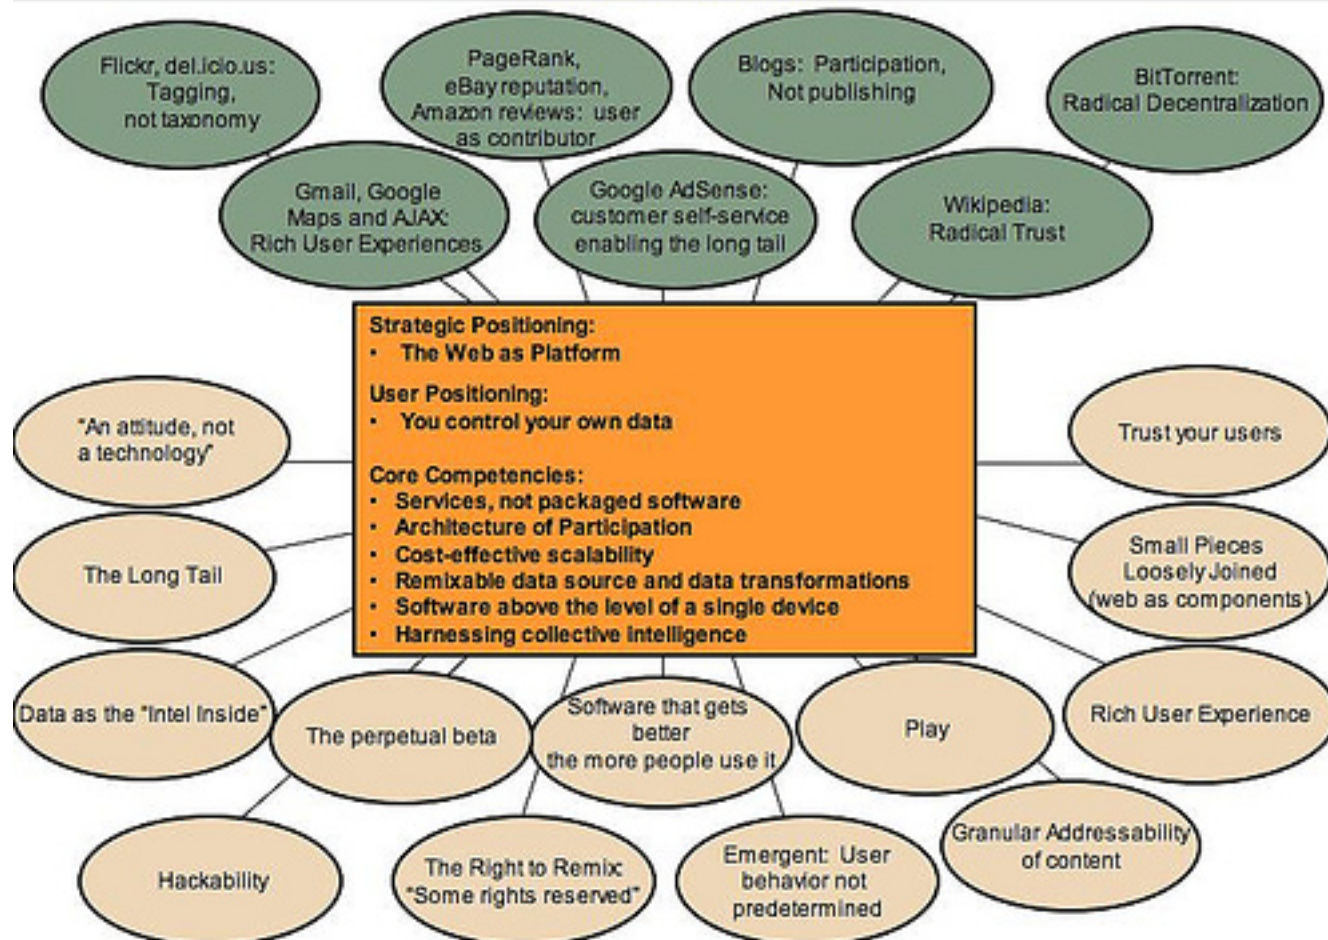 Flickr, del.icio.us:
Tagging,
not taxonomy
PageRank,
eBay reputation,
Amazon reviews: user
as contributor
Blogs: Participation,
Not publishing
BitTorrent:
Radical Decentralization
Gmail, Google
Maps and AJAX:
Rich User Experiences
Google AdSense:
customer self-service
enabling the long tail
Wikipedia:
Radical Trust
Strategic Positioning:
• The Web as Platform
User Positioning:
• You control your own data
Core Competencies:
• Services, not packaged software
• Architecture of Participation
• Cost-effective scalability
• Remixable data source and data transformations
• Software above the level of a single device
• Harnessing collective intelligence
"An attitude, not
a technology"
Trust your users
The Long Tail
Small Pieces
Loosely Joined
(web as components)
Data as the "Intel Inside"
The perpetual beta
Software that gets
better
the more people use it
Play
Rich User Experience
Hackability
The Right to Remix:
"Some rights reserved"
Emergent: User
behavior not
predetermined
Granular Addressability
of content